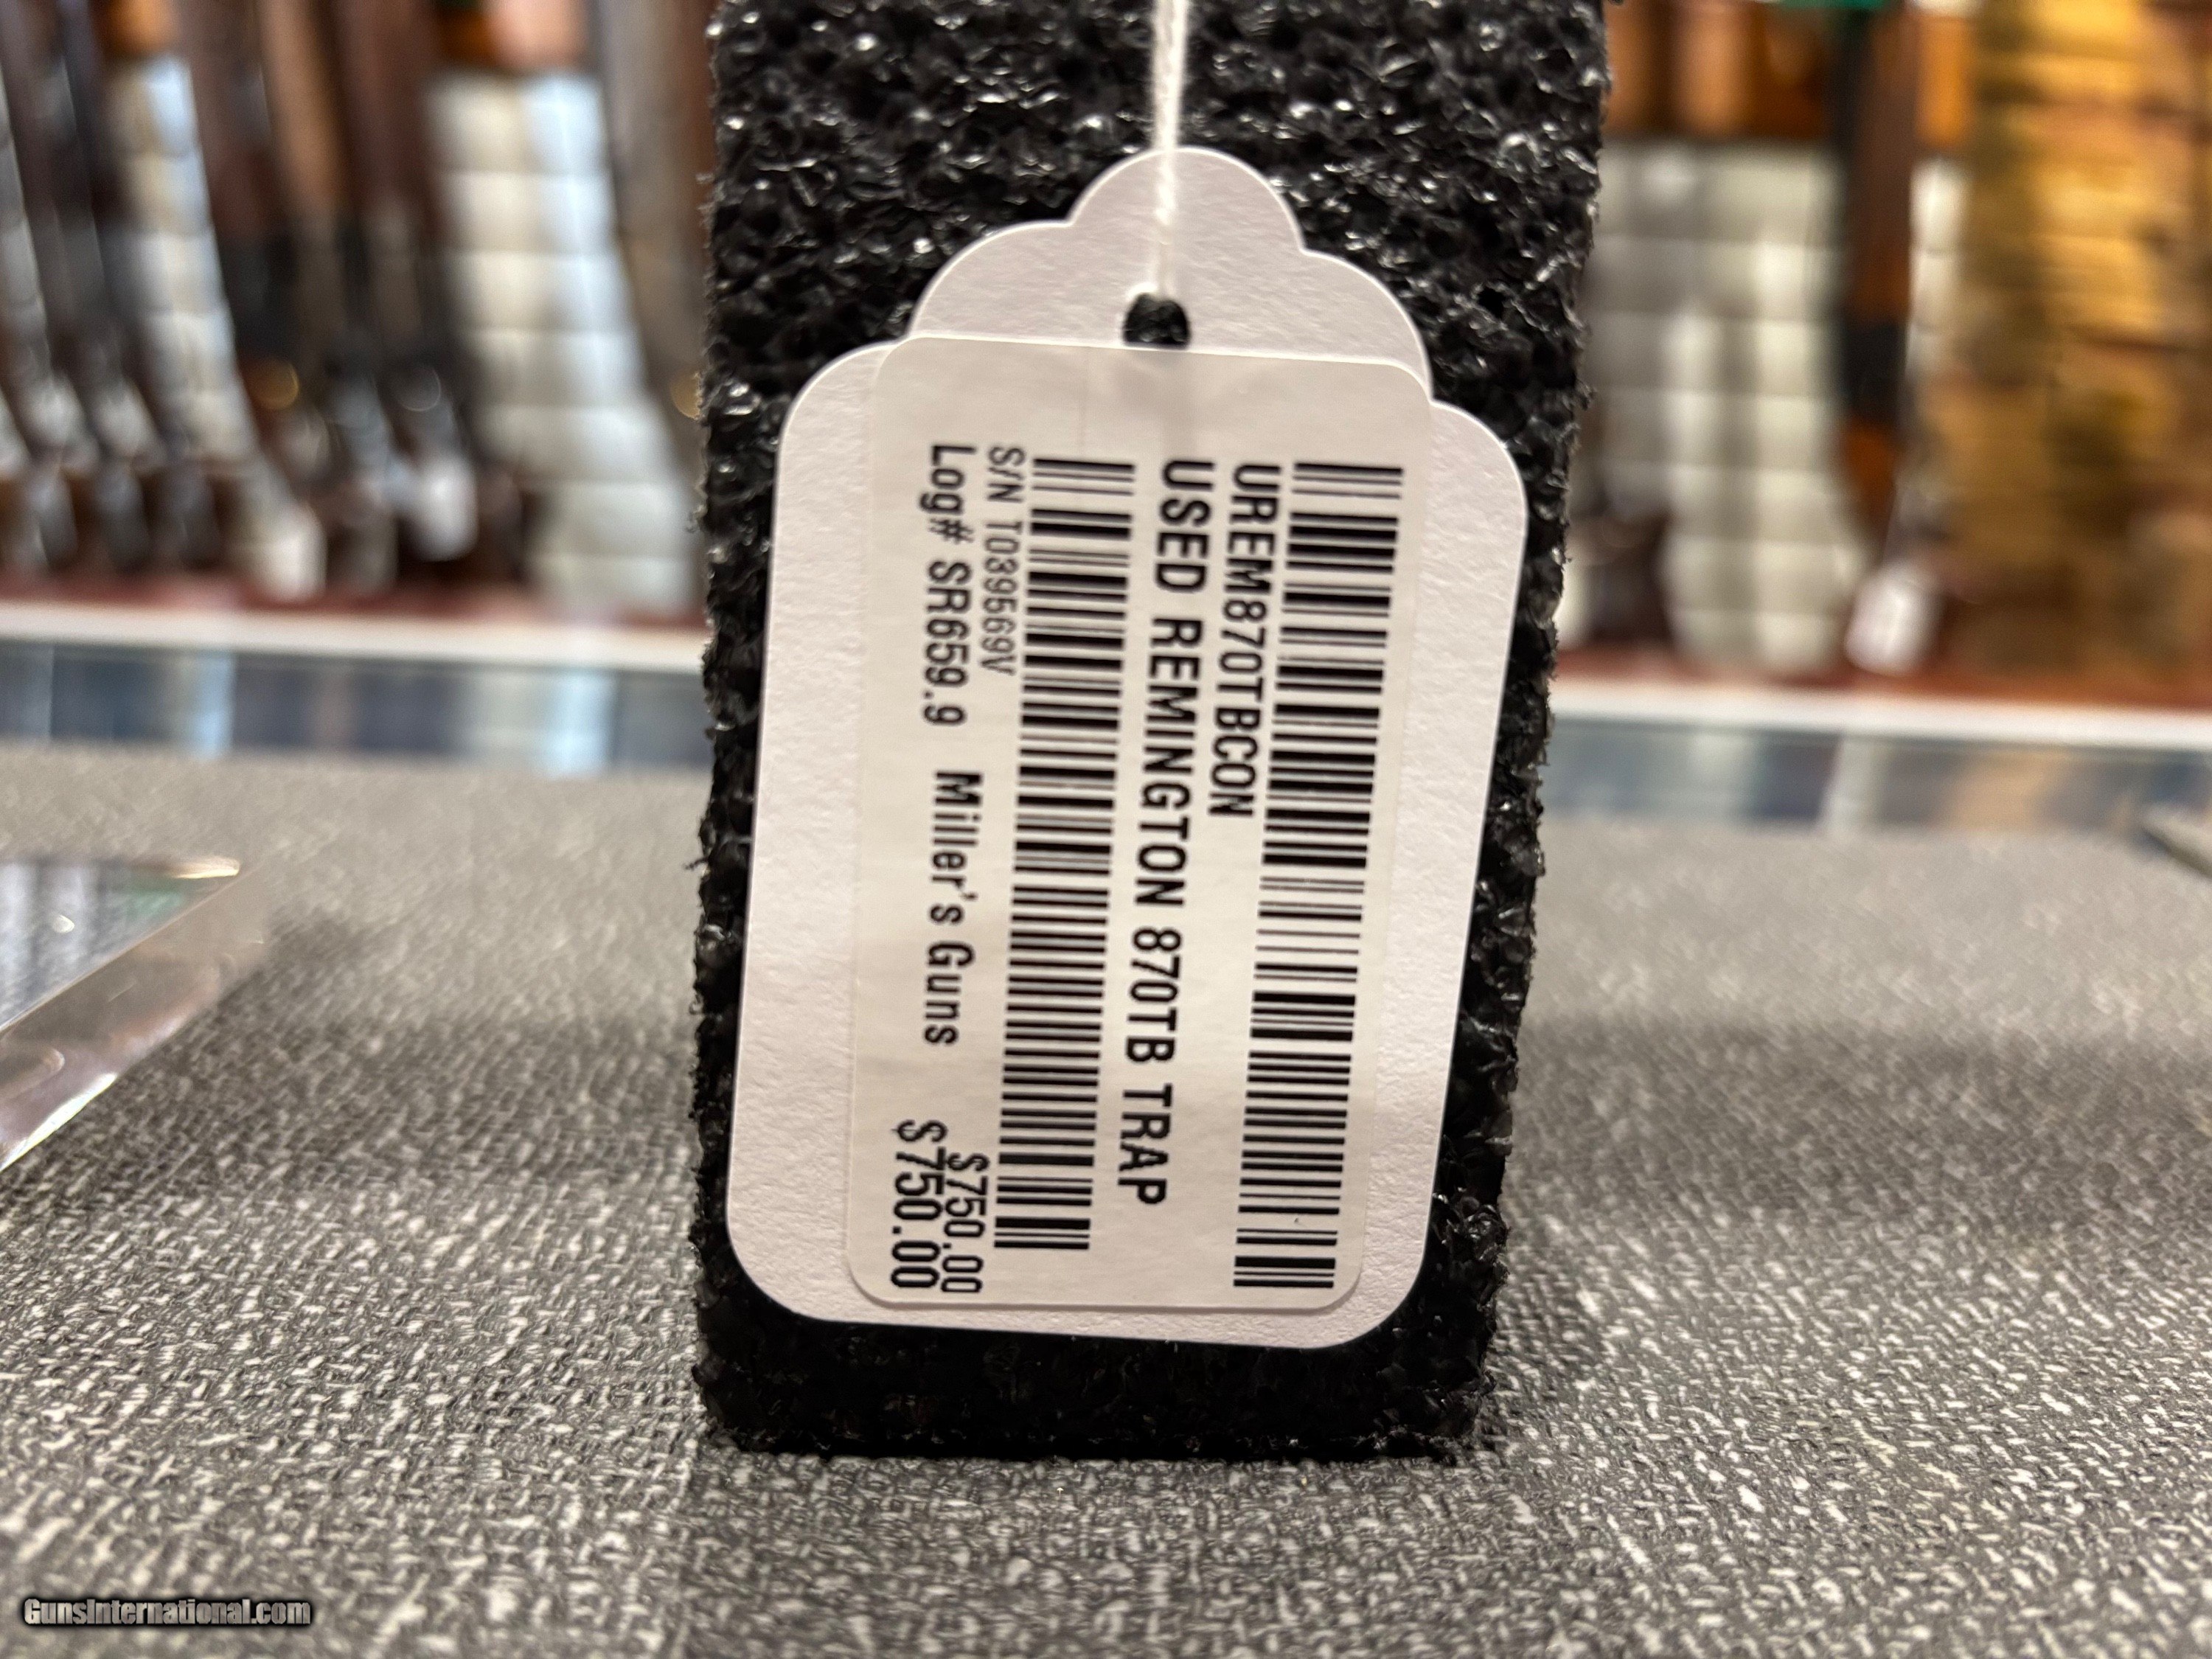 UREM870TBCON
USED REMINGTON 870TB TRAP
S/N T039569V
Log# SR659.9 Miller's Guns
$750.00
$750.00
GunsInternational.com